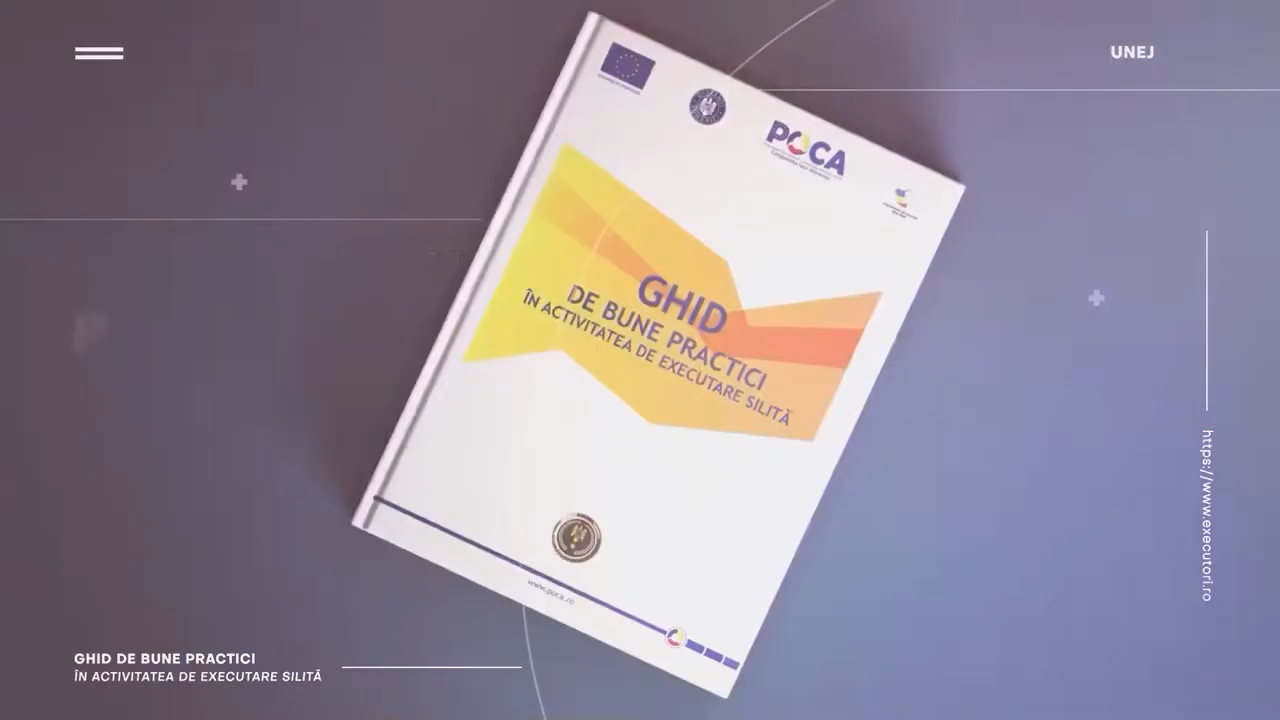 UNEJ
POCA
GHID
DE BUNE PRACTICI
ÎN ACTIVITATEA DE EXECUTARE SILITĂ
www.poca.ro
https://www.executori.ro
GHID DE BUNE PRACTICI
ÎN ACTIVITATEA DE EXECUTARE SILITĂ